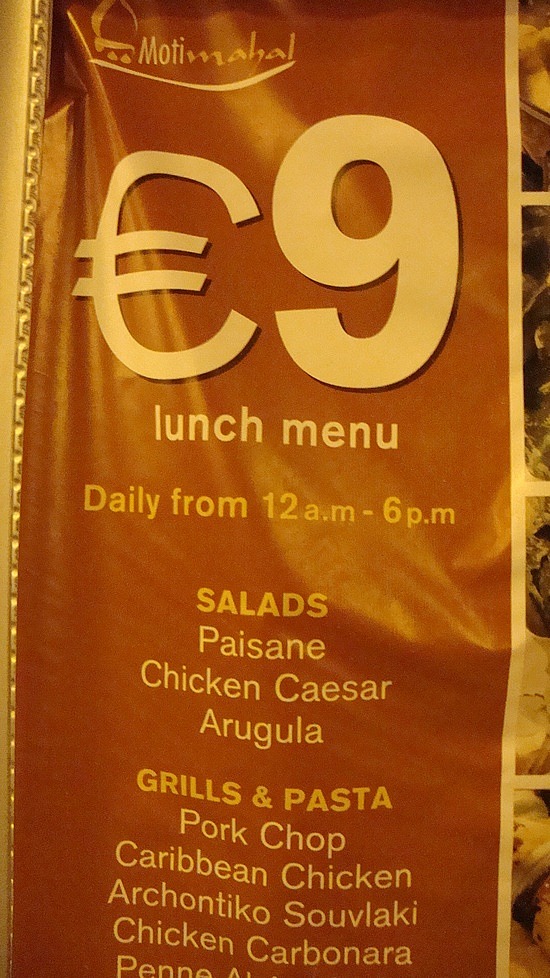 Motimahal
€9
lunch menu
Daily from 12a.m - 6p.m
SALADS
Paisane
Chicken Caesar
Arugula
GRILLS & PASTA
Pork Chop
Caribbean Chicken
Archontiko Souvlaki
Chicken Carbonara
Penne